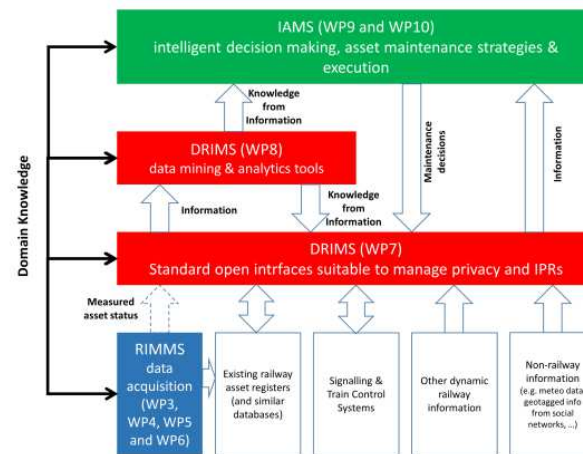 IAMS (WP9 and WP10)
intelligent decision making, asset maintenance strategies &
execution
Knowledge
from
Information
Maintenance
decisions
Information
DRIMS (WP8)
data mining & analytics tools
Domain Knowledge
Information
Knowledge
from
Information
DRIMS (WP7)
Standard open intrfaces suitable to manage privacy and IPRs
Measured
asset status
RIMMS
data
acquisition
(WP3,
WP4, WP5
and WP6)
Existing railway
asset registers
(and similar
databases)
Signalling &
Train Control
Systems
Other dynamic
railway
information
Non-railway
information
(e.g. meteo data,
geotagged info
from social
networks, ...)